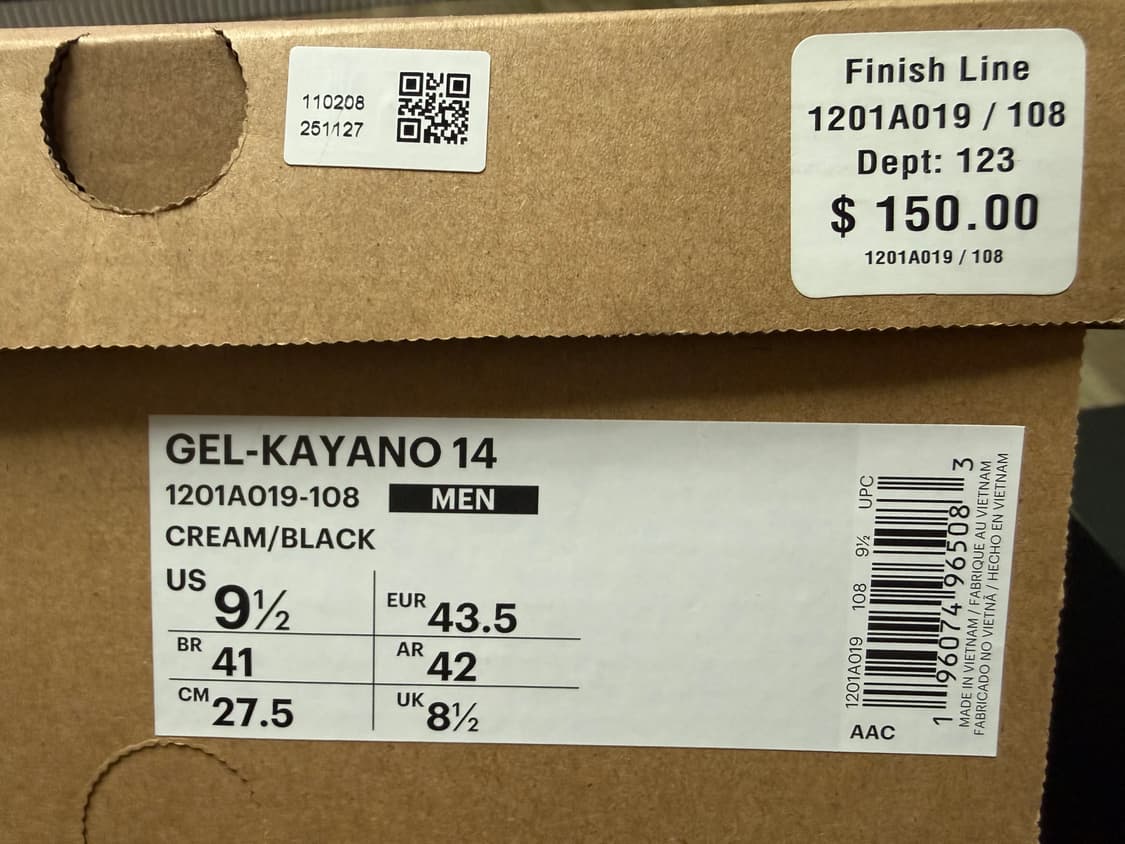 110208
251127
Finish Line
1201A019 / 108
Dept: 123
$ 150.00
1201A019 / 108
GEL-KAYANO 14
1201A019-108 MEN
CREAM/BLACK
US 9½ EUR 43.5
BR 41 AR 42
CM 27.5 UK 8½
1201A019 108 9½ UPC
1 96074 96508 3
MADE IN VIETNAM / FABRIQUE AU VIETNAM
FABRICADO NO VIETNÃ / HECHO EN VIETNAM
AAC